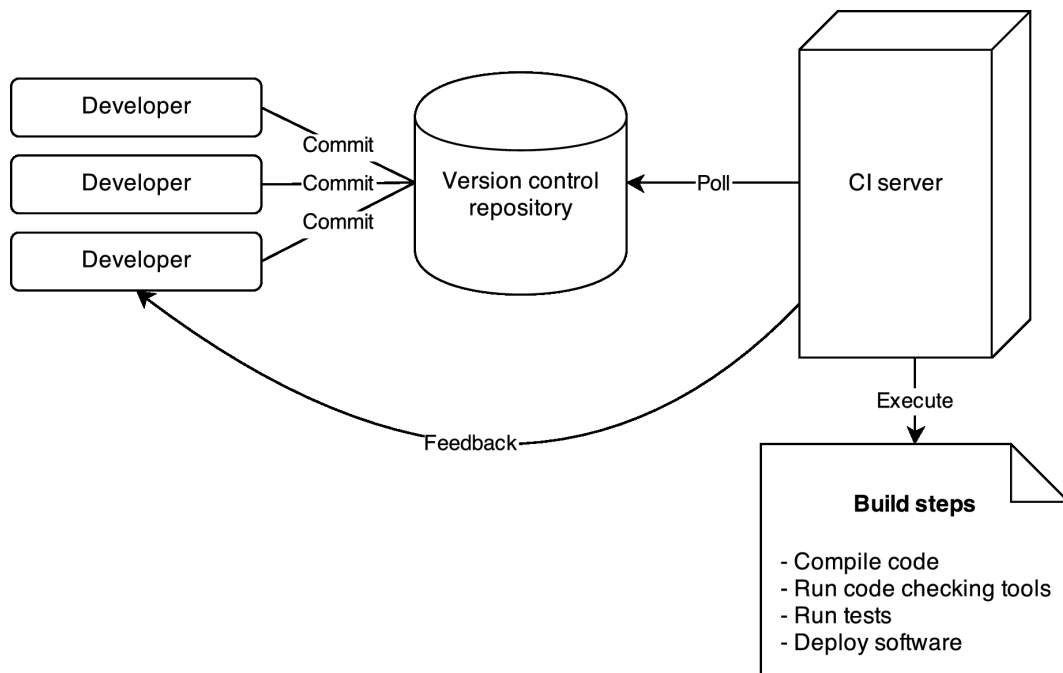 Developer
Commit
Developer
Commit
Developer
Commit
Version control
repository
Poll
CI server
Feedback
Execute
Build steps
- Compile code
- Run code checking tools
- Run tests
- Deploy software